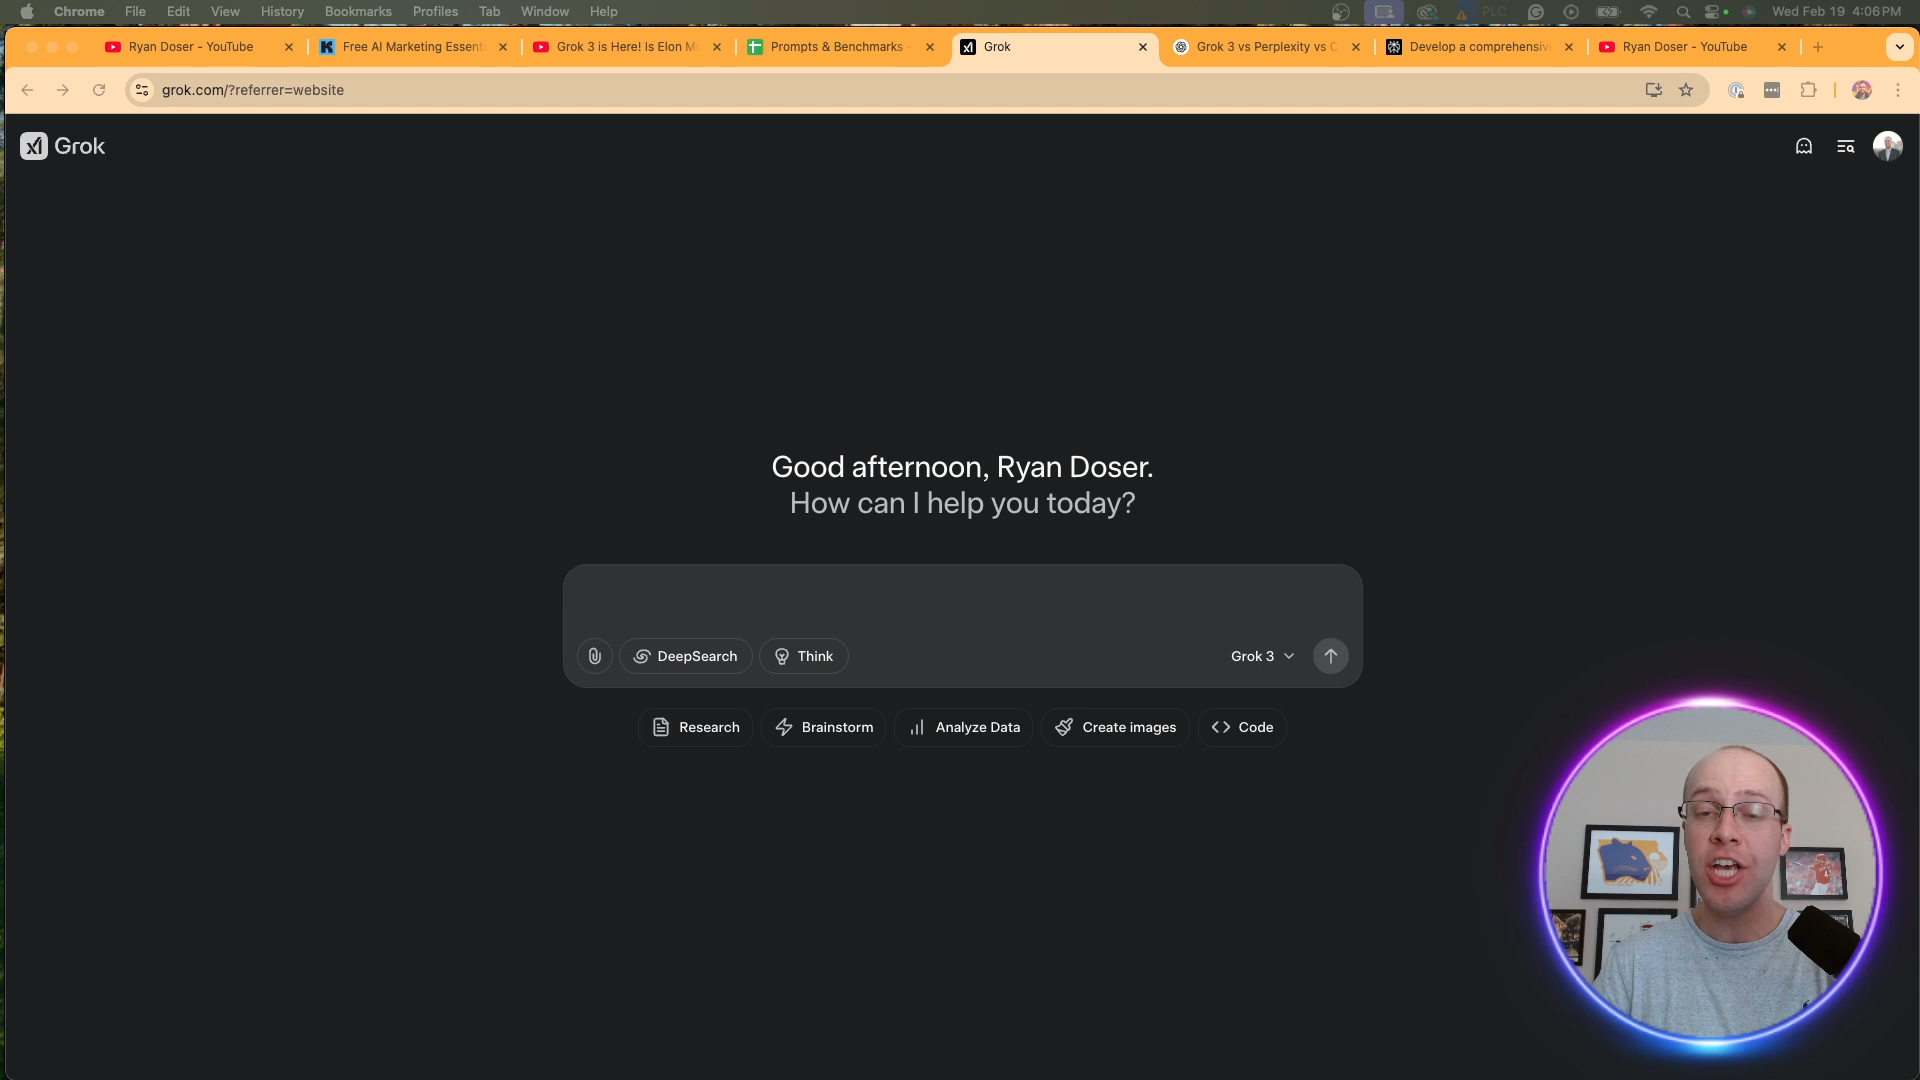 Chrome File Edit View History Bookmarks Profiles Tab Window Help PLC Wed Feb 19 4:06 PM
Ryan Doser - YouTube Free AI Marketing Essent Grok 3 is Here! Is Elon M Prompts & Benchmarks - Grok Grok 3 vs Perplexity vs C Develop a comprehensiv Ryan Doser - YouTube
grok.com/?referrer=website
Grok
Good afternoon, Ryan Doser.
How can I help you today?
DeepSearch Think Grok 3
Research Brainstorm Analyze Data Create images Code